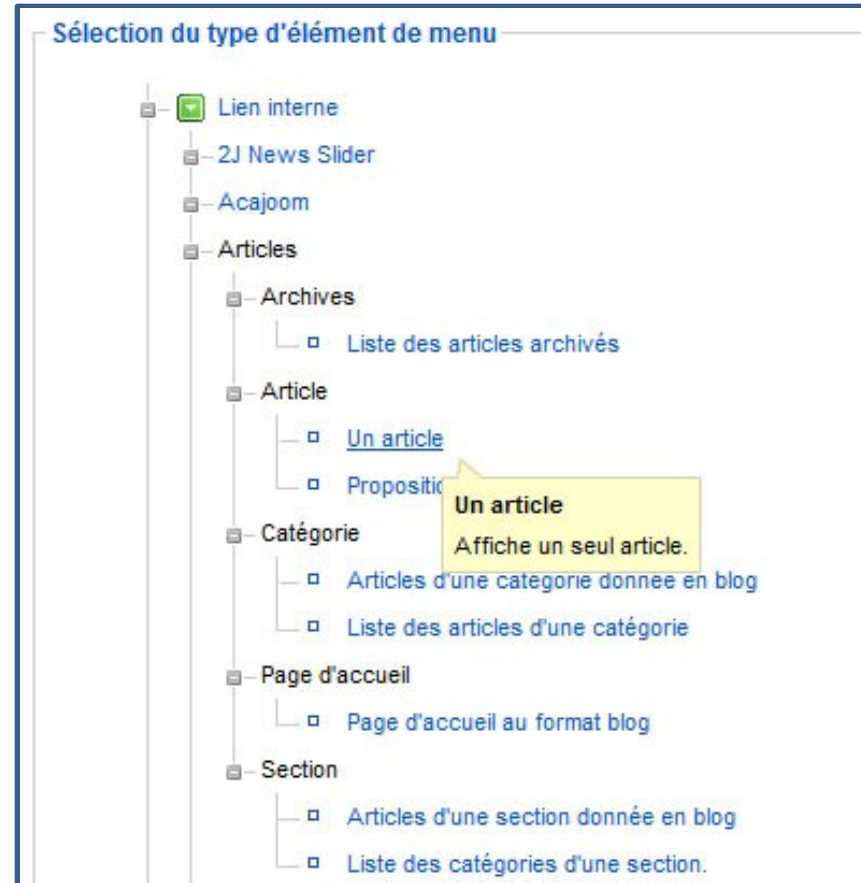 Sélection du type d'élément de menu
Lien interne
2J News Slider
Acajoom
Articles
Archives
Liste des articles archivés
Article
Un article
Un article
Affiche un seul article.
Catégorie
Articles d'une catégorie donnée en blog
Liste des articles d'une catégorie
Page d'accueil
Page d'accueil au format blog
Section
Articles d'une section donnée en blog
Liste des catégories d'une section.